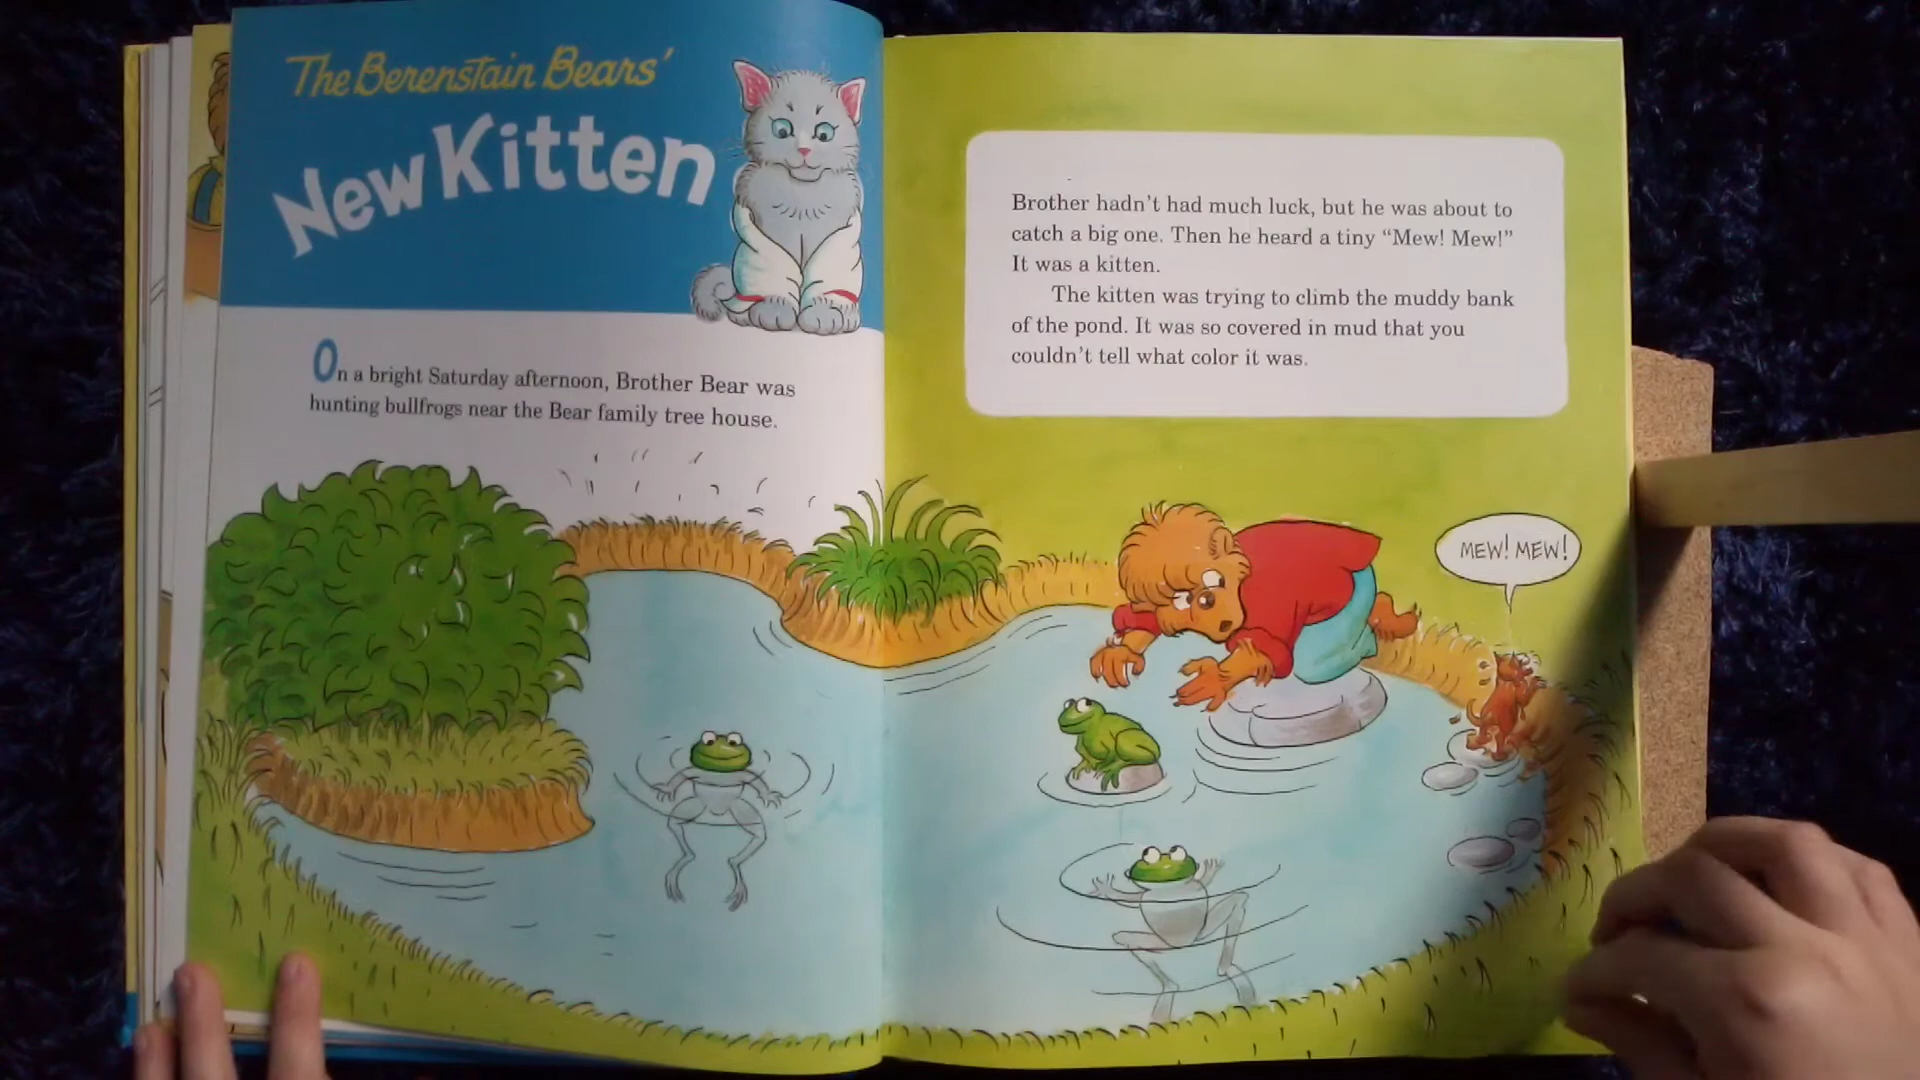 The Berenstain Bears'
New Kitten
On a bright Saturday afternoon, Brother Bear was
hunting bullfrogs near the Bear family tree house.
Brother hadn't had much luck, but he was about to
catch a big one. Then he heard a tiny “Mew! Mew!”
It was a kitten.
The kitten was trying to climb the muddy bank
of the pond. It was so covered in mud that you
couldn't tell what color it was.
MEW! MEW!